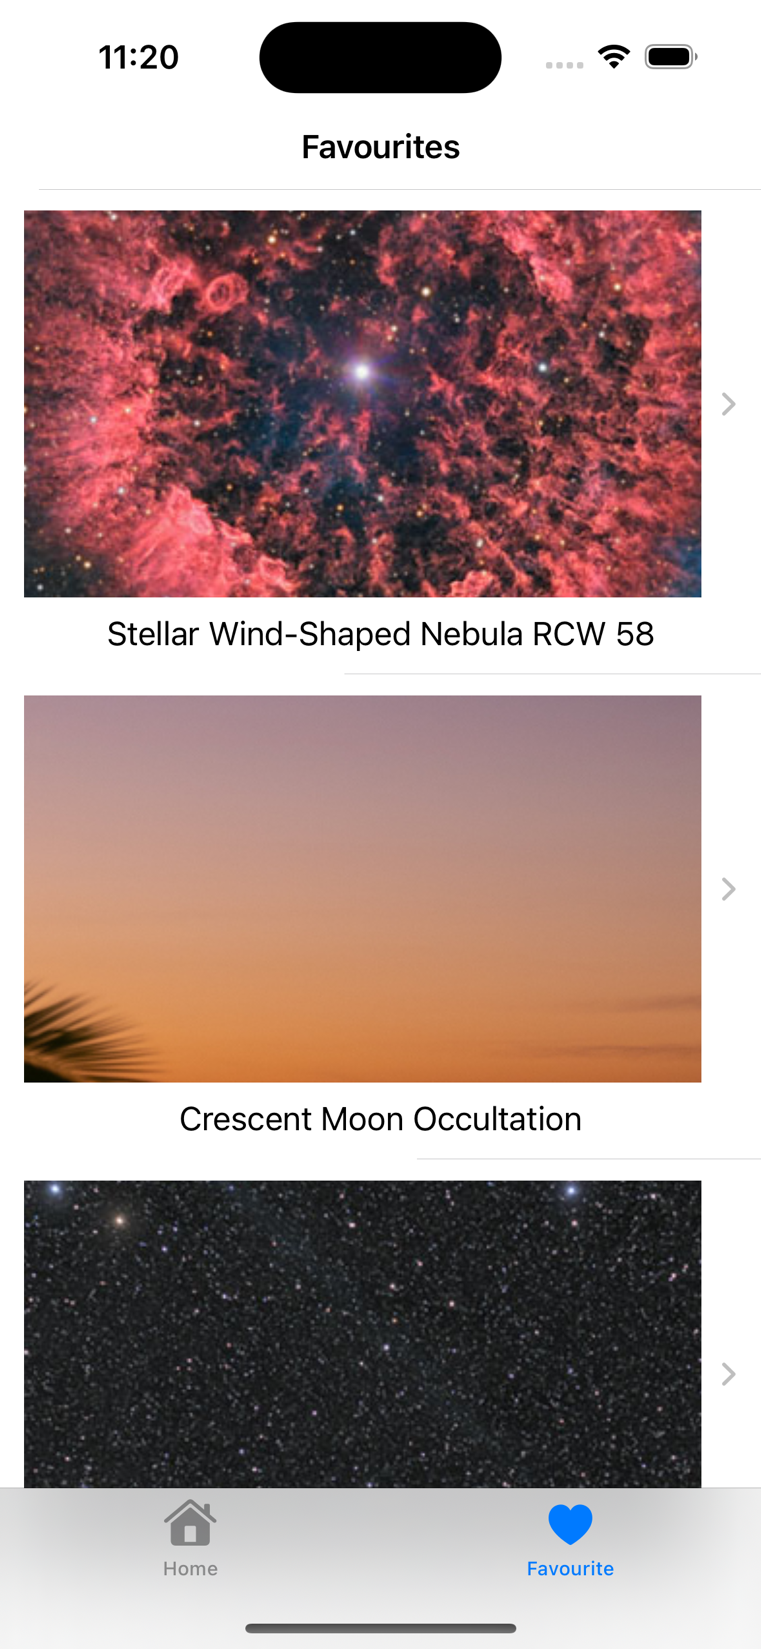 11:20
Favourites
Stellar Wind-Shaped Nebula RCW 58
Crescent Moon Occultation
Home
Favourite